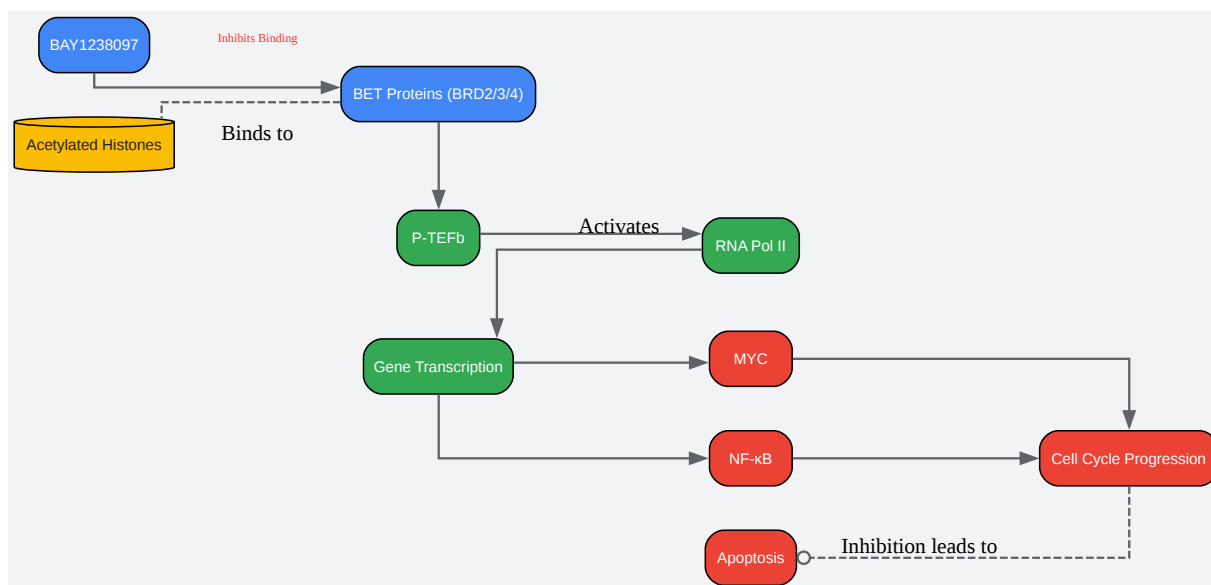 BAY1238097
Inhibits Binding
BET Proteins (BRD2/3/4)
Binds to
Acetylated Histones
P-TEFb
Activates
RNA Pol II
Gene Transcription
MYC
NF-κB
Cell Cycle Progression
Apoptosis
Inhibition leads to